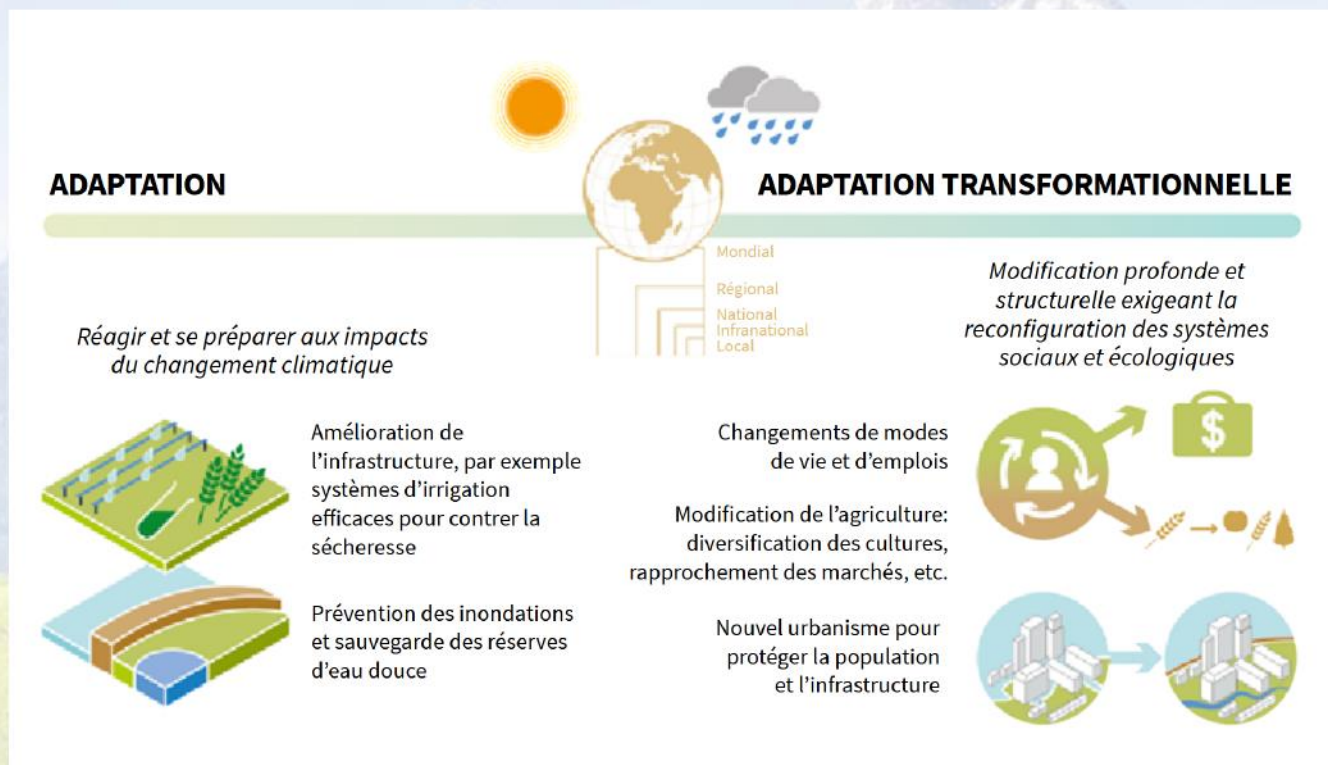 ADAPTATION
ADAPTATION TRANSFORMATIONNELLE
Mondial
Régional
National
Infranational
Local
Réagir et se préparer aux impacts
du changement climatique
Modification profonde et
structurelle exigeant la
reconfiguration des systèmes
sociaux et écologiques
Amélioration de
l'infrastructure, par exemple
systèmes d'irrigation
efficaces pour contrer la
sécheresse
Prévention des inondations
et sauvegarde des réserves
d'eau douce
Changements de modes
de vie et d'emplois
$
Modification de l'agriculture:
diversification des cultures,
rapprochement des marchés, etc.
Nouvel urbanisme pour
protéger la population
et l'infrastructure